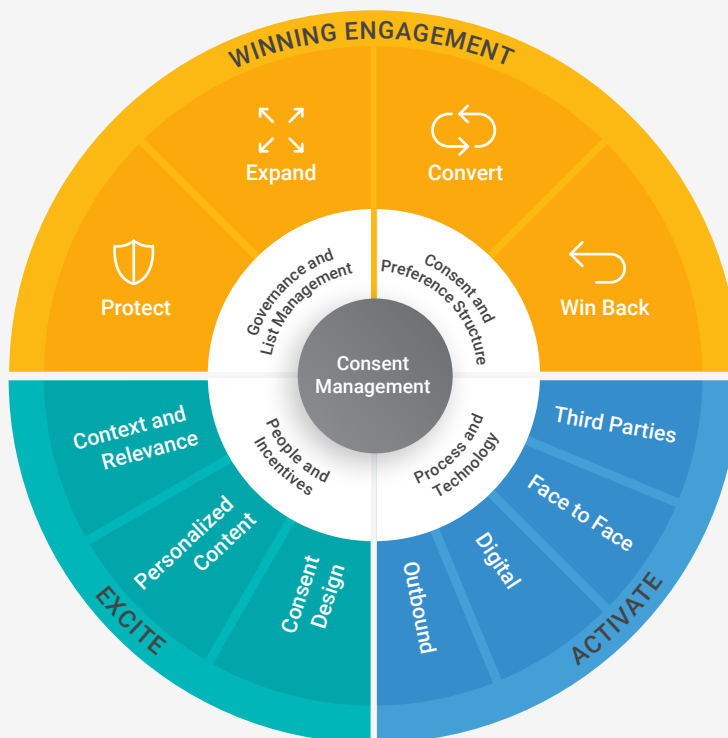 WINNING ENGAGEMENT
Expand
Convert
Protect
Win Back
Governance and
List Management
Consent and
Preference Structure
Consent
Management
People and
Incentives
Process and
Technology
Context and
Relevance
Personalized
Content
Consent
Design
EXCITE
Third Parties
Face to Face
Digital
Outbound
ACTIVATE